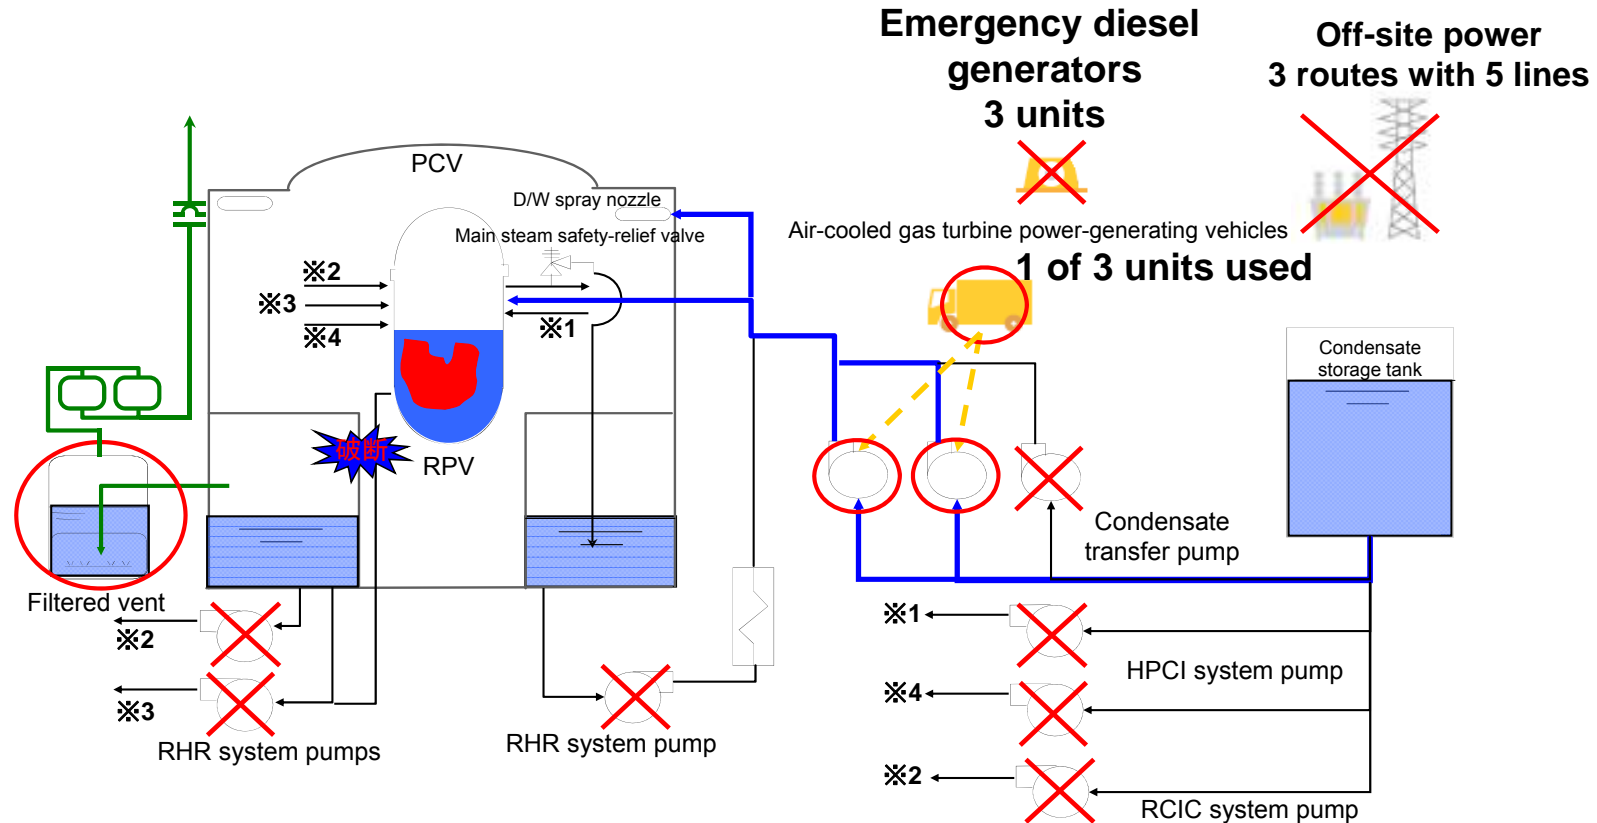 Emergency diesel
generators
3 units
Off-site power
3 routes with 5 lines
PCV
D/W spray nozzle
Main steam safety-relief valve
Air-cooled gas turbine power-generating vehicles
1 of 3 units used
※2
※3
※4
※1
Condensate
storage tank
破断
RPV
Condensate
transfer pump
Filtered vent
※2
※3
RHR system pumps
RHR system pump
※1
HPCI system pump
※4
※2
RCIC system pump